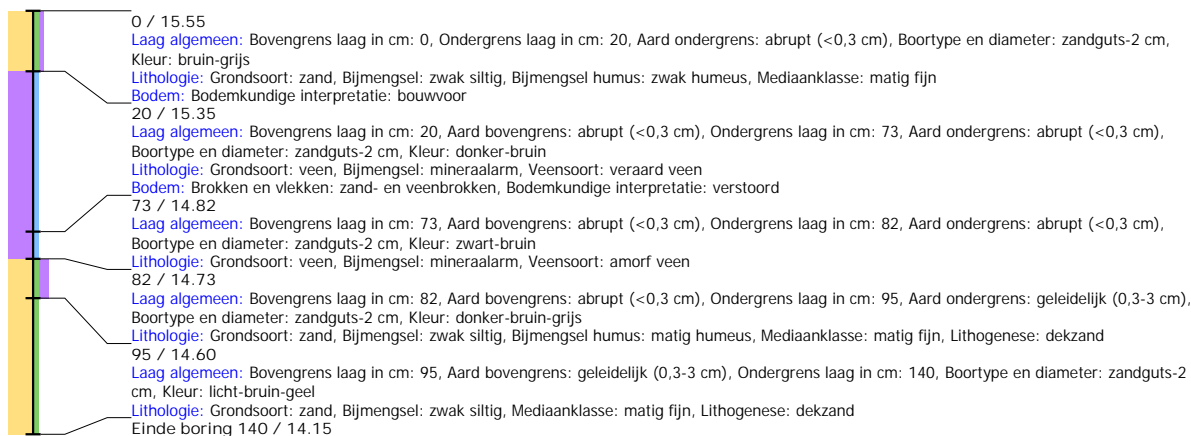 0 / 15.55
Laag algemeen: Bovengrens laag in cm: 0, Ondergrens laag in cm: 20, Aard ondergrens: abrupt (<0,3 cm), Boortype en diameter: zandguts-2 cm,
Kleur: bruin-grijs
Lithologie: Grondsoort: zand, Bijmengsel: zwak siltig, Bijmengsel humus: zwak humeus, Mediaanklasse: matig fijn
Bodem: Bodemkundige interpretatie: bouwvoor
20 / 15.35
Laag algemeen: Bovengrens laag in cm: 20, Aard bovengrens: abrupt (<0,3 cm), Ondergrens laag in cm: 73, Aard ondergrens: abrupt (<0,3 cm),
Boortype en diameter: zandguts-2 cm, Kleur: donker-bruin
Lithologie: Grondsoort: veen, Bijmengsel: mineraalarm, Veensoort: veraard veen
Bodem: Brokken en vlekken: zand- en veenbrokken, Bodemkundige interpretatie: verstoord
73 / 14.82
Laag algemeen: Bovengrens laag in cm: 73, Aard bovengrens: abrupt (<0,3 cm), Ondergrens laag in cm: 82, Aard ondergrens: abrupt (<0,3 cm),
Boortype en diameter: zandguts-2 cm, Kleur: zwart-bruin
Lithologie: Grondsoort: veen, Bijmengsel: mineraalarm, Veensoort: amorf veen
82 / 14.73
Laag algemeen: Bovengrens laag in cm: 82, Aard bovengrens: abrupt (<0,3 cm), Ondergrens laag in cm: 95, Aard ondergrens: geleidelijk (0,3-3 cm),
Boortype en diameter: zandguts-2 cm, Kleur: donker-bruin-grijs
Lithologie: Grondsoort: zand, Bijmengsel: zwak siltig, Bijmengsel humus: matig humeus, Mediaanklasse: matig fijn, Lithogenese: dekzand
95 / 14.60
Laag algemeen: Bovengrens laag in cm: 95, Aard bovengrens: geleidelijk (0,3-3 cm), Ondergrens laag in cm: 140, Boortype en diameter: zandguts-2
cm, Kleur: licht-bruin-geel
Lithologie: Grondsoort: zand, Bijmengsel: zwak siltig, Mediaanklasse: matig fijn, Lithogenese: dekzand
Einde boring 140 / 14.15